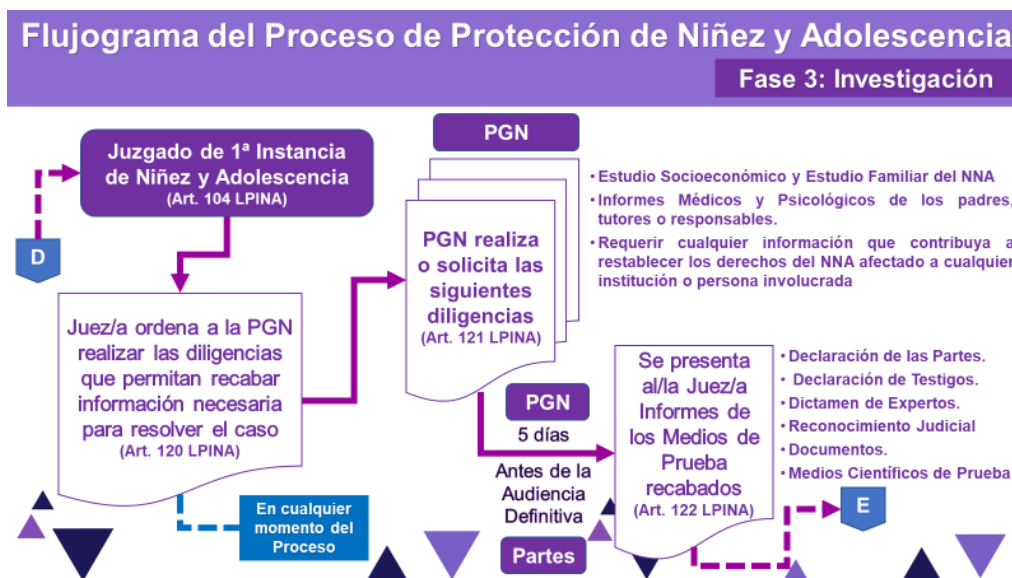 Flujograma del Proceso de Protección de Niñez y Adolescencia
Fase 3: Investigación
Juzgado de 1ª Instancia
de Niñez y Adolescencia
(Art. 104 LPINA)
D
Juez/a ordena a la PGN
realizar las diligencias
que permitan recabar
información necesaria
para resolver el caso
(Art. 120 LPINA)
En cualquier
momento del
Proceso
PGN
PGN realiza
o solicita las
siguientes
diligencias
(Art. 121 LPINA)
• Estudio Socioeconómico y Estudio Familiar del NNA
• Informes Médicos y Psicológicos de los padres,
tutores o responsables.
• Requerir cualquier información que contribuya a
restablecer los derechos del NNA afectado a cualquier
institución o persona involucrada
PGN
5 días
Antes de la
Audiencia
Definitiva
Partes
Se presenta
al/la Juez/a
Informes de
los Medios de
Prueba
recabados
(Art. 122 LPINA)
• Declaración de las Partes.
• Declaración de Testigos.
• Dictamen de Expertos.
• Reconocimiento Judicial
• Documentos.
• Medios Científicos de Prueba
E